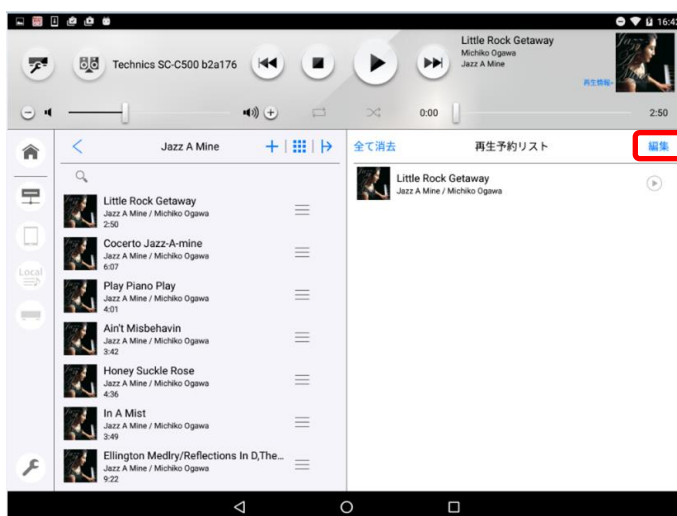 16:42
Technics SC-C500 b2a176
Little Rock Getaway
Michiko Ogawa
Jazz A Mine
再生情報
0:00
2:50
Jazz A Mine
全て消去
再生予約リスト
編集
Little Rock Getaway
Jazz A Mine / Michiko Ogawa
2:50
Cocerto Jazz-A-mine
Jazz A Mine / Michiko Ogawa
6:07
Play Piano Play
Jazz A Mine / Michiko Ogawa
4:01
Ain't Misbehavin
Jazz A Mine / Michiko Ogawa
3:42
Honey Suckle Rose
Jazz A Mine / Michiko Ogawa
4:36
In A Mist
Jazz A Mine / Michiko Ogawa
3:49
Ellington Medlry/Reflections In D,The...
Jazz A Mine / Michiko Ogawa
9:22
Little Rock Getaway
Jazz A Mine / Michiko Ogawa
Local